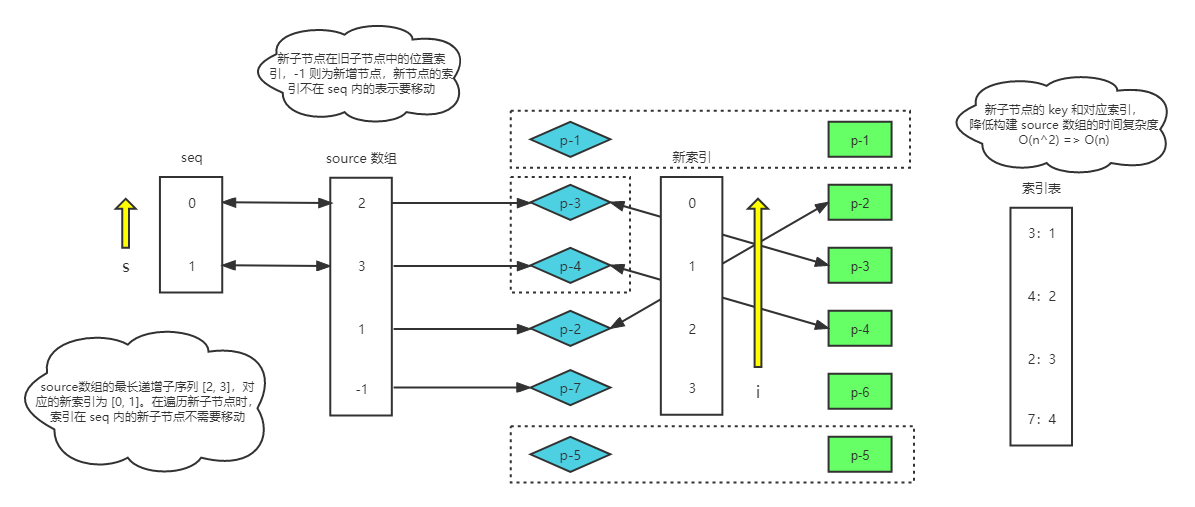 新子节点在旧子节点中的位置索
引，-1 则为新增节点，新节点的索
引不在 seq 内的表示要移动
新子节点的 key 和对应索引，
降低构建 source 数组的时间复杂度
O(n^2) => O(n)
seq
source 数组
新索引
索引表
p-1
p-1
0
2
p-3
0
p-2
3:  1
s
1
3
p-4
1
p-3
4:  2
1
p-2
2
p-4
2:  3
-1
p-7
3
i
p-6
7:  4
p-5
p-5
source数组的最长递增子序列 [2, 3]，对
应的新索引为 [0, 1]。在遍历新子节点时，
索引在 seq 内的新子节点不需要移动